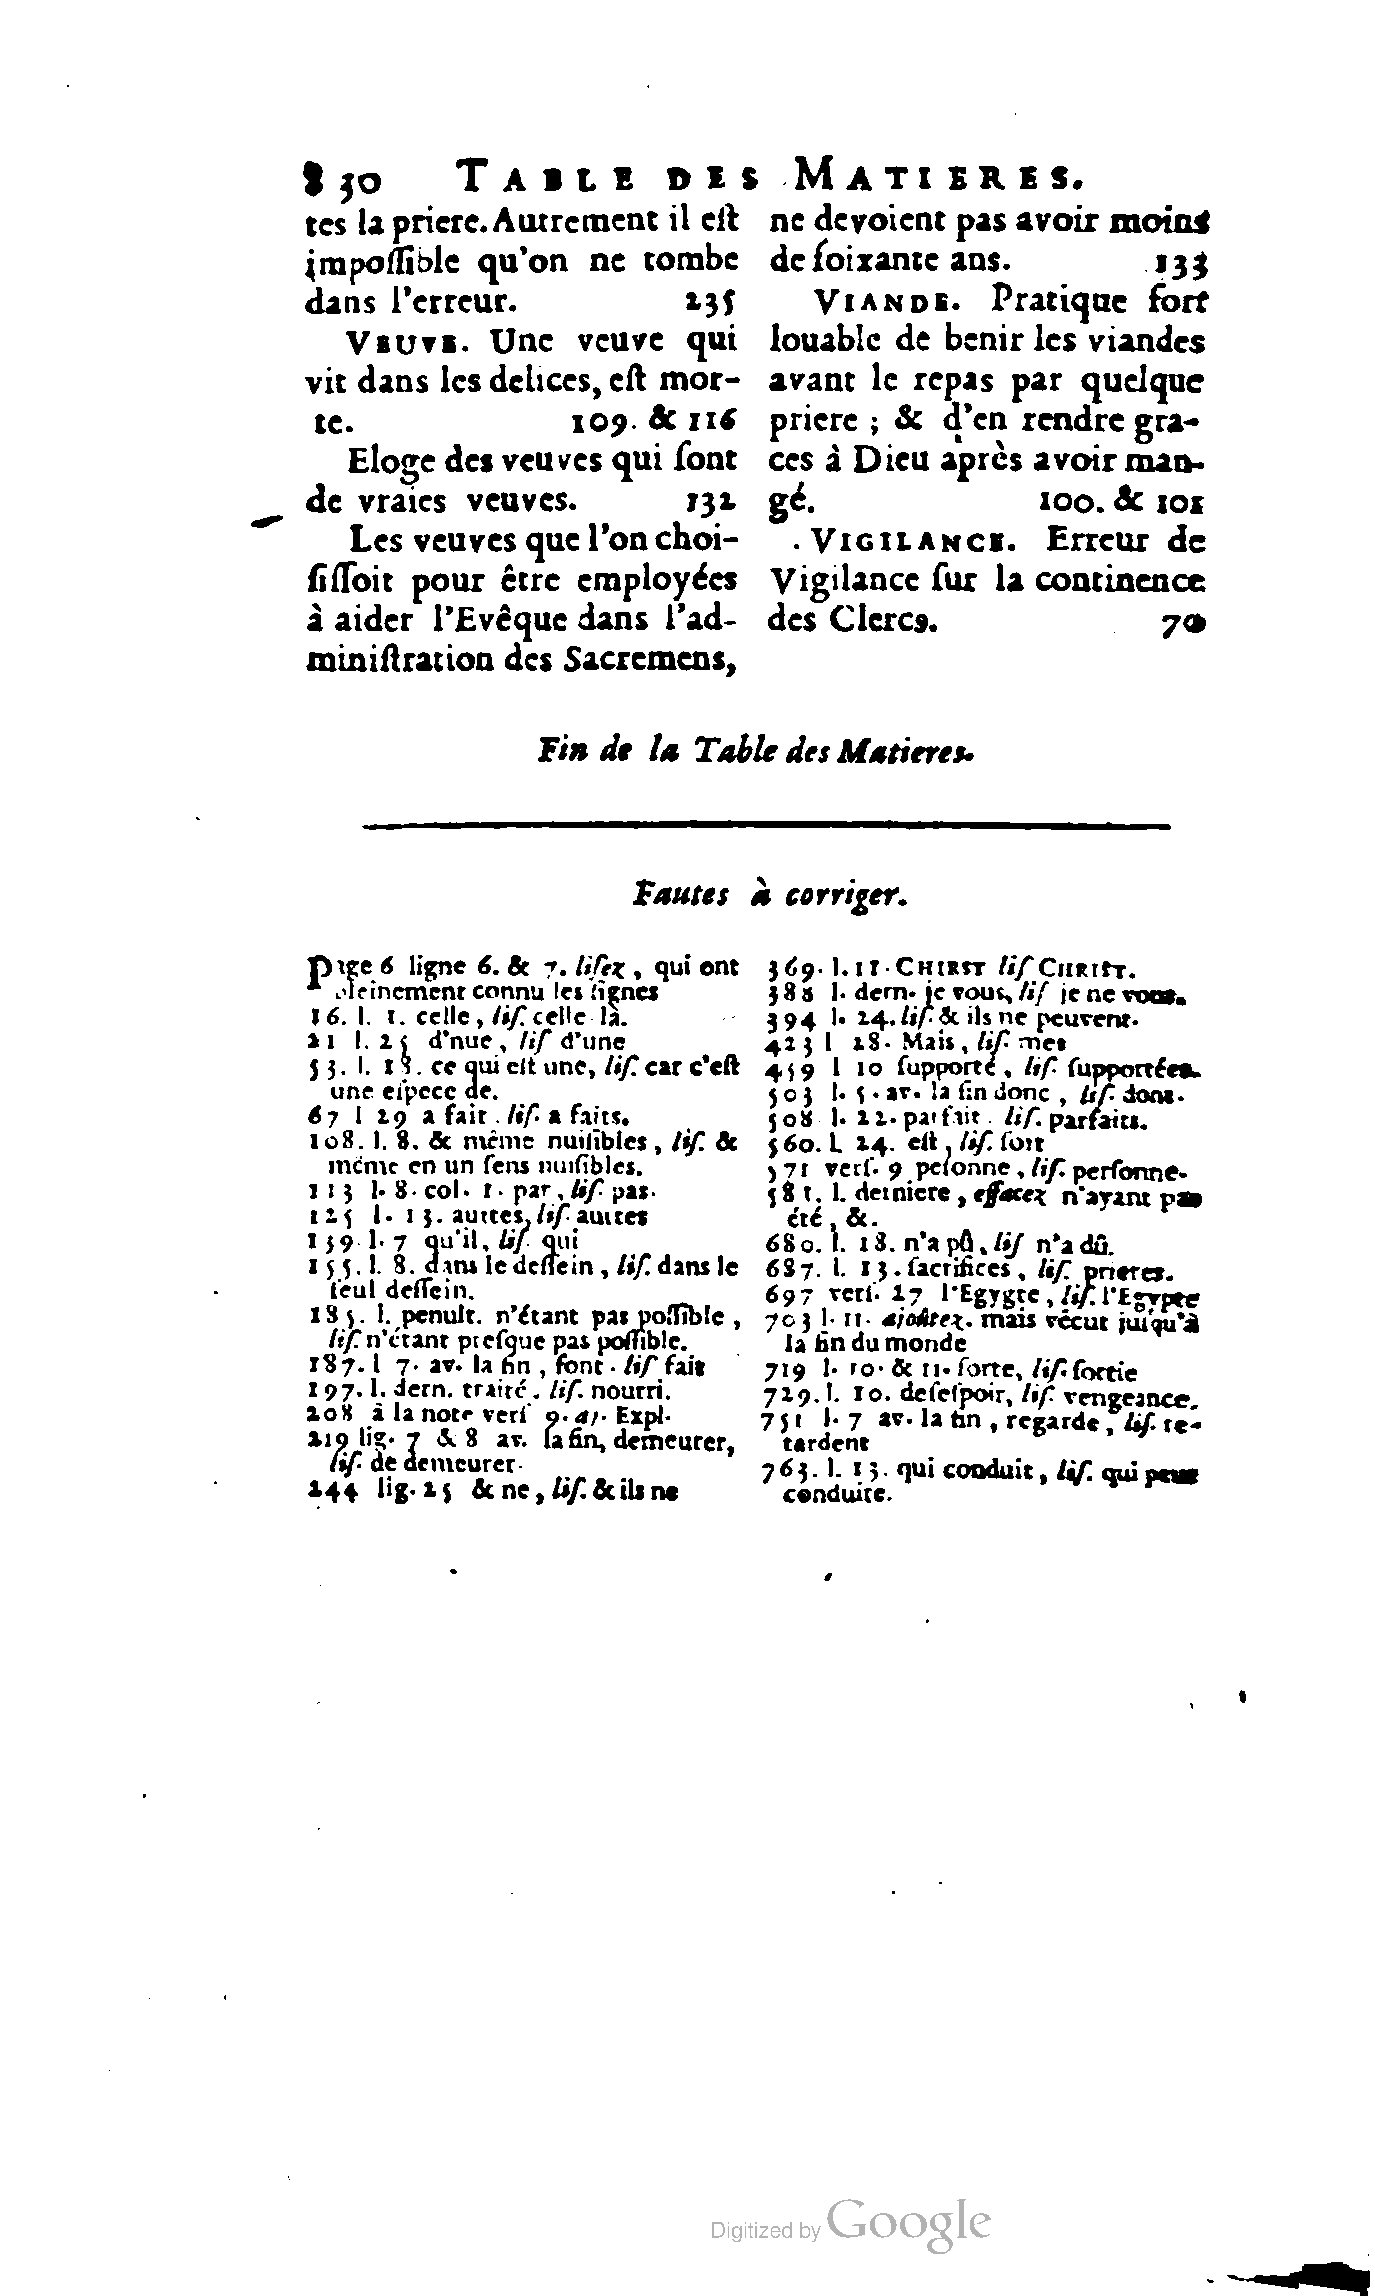 830 TABLE DES MATIERES.
tes la priere. Autrement il eſt
impoſſible qu'on ne tombe
dans l'erreur. 235
VEUVE. Une veuve qui
vit dans les delices, eſt mor-
te. 109. & 116
Eloge des veuves qui ſont
de vraies veuves. 132
Les veuves que l'on choi-
ſiſſoit pour être employées
à aider l'Evêque dans l'ad-
miniſtration des Sacremens,
ne devoient pas avoir moins
de ſoixante ans. 133
VIANDE. Pratique fort
louable de benir les viandes
avant le repas par quelque
priere ; & d'en rendre gra-
ces à Dieu après avoir man-
gé. 100. & 101
VIGILANCE. Erreur de
Vigilance ſur la continence
des Clercs. 70
Fin de la Table des Matieres.
Fautes à corriger.
Page 6 ligne 6. & 7. liſez, qui ont
pleinement connu les ſignes
16. l. 1. celle, liſ. celle là.
21 l. 25 d'nue, liſ d'une
53. l. 18. ce qui eſt une, liſ. car c'eſt
une eſpece de.
67 l 29 a fait. liſ. a faits.
108. l. 8. & même nuiſibles, liſ. &
même en un ſens nuiſibles.
113 l. 8. col. 1. par, liſ. pas.
125 l. 13. auttes, liſ. autres
139 l. 7 qu'il, liſ. qui
155. l. 8. dans le deſſein, liſ. dans le
ſeul deſſein.
185. l. penult. n'étant pas poſſible,
liſ. n'étant preſque pas poſſible.
187. l 7. av. la fin, font. liſ fait
197. l. dern. traité. liſ. nourri.
208 à la note verſ 9. Expl.
219 lig. 7 & 8 av. la fin, demeurer,
liſ. de demeurer.
244 lig. 25 & ne, liſ. & ils ne
369. l. 11. CHIRST liſ CHRIST.
388 l. dern. je vous, liſ je ne vous.
394 l. 24. liſ. & ils ne peuvent.
423 l 28. Mais, liſ. mes
459 l 10 ſupporté, liſ. ſupportées.
503 l. 5. av. la fin donc, liſ. dont.
508 l. 22. parfait. liſ. parfaits.
560. l. 24. eſt, liſ. ſoit
571 verſ. 9 peſonne, liſ. perſonne.
581. l. derniere, effacez n'ayant pas
été, &.
680. l. 18. n'a pû, liſ n'a dû.
687. l. 13. ſacrifices, liſ. prieres.
697 verſ. 27 l'Egygte, liſ. l'Egypte
703 l. 11. ajoûtez. mais vécut juſqu'à
la fin du monde
719 l. 10. & 11. ſorte, liſ. ſortie
729. l. 10. deſeſpoir, liſ. vengeance.
751 l. 7 av. la fin, regarde, liſ. re-
tardent
763. l. 13. qui conduit, liſ. qui peut
conduire.
Digitized by Google